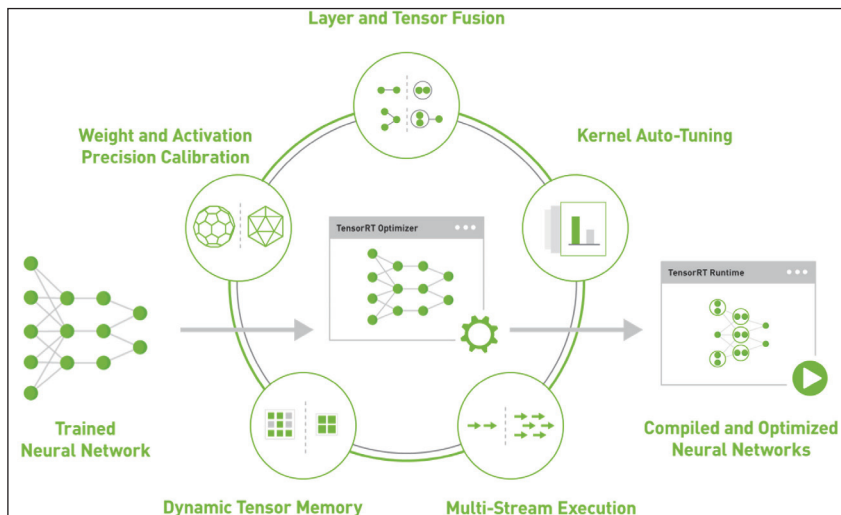 Layer and Tensor Fusion
Weight and Activation
Precision Calibration
Kernel Auto-Tuning
TensorRT Optimizer
TensorRT Runtime
Trained
Neural Network
Compiled and Optimized
Neural Networks
Dynamic Tensor Memory
Multi-Stream Execution